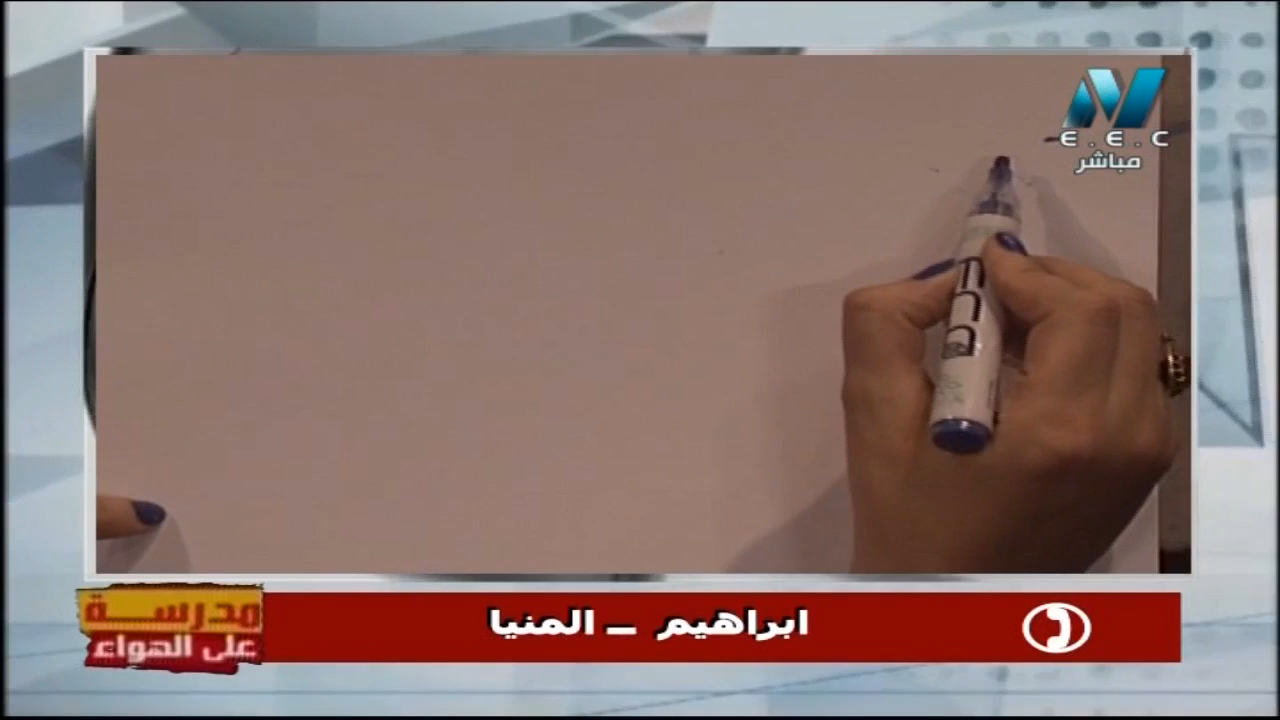 E.E.C
مباشر
ابراهيم – المنيا
مدرسة
على الهواء